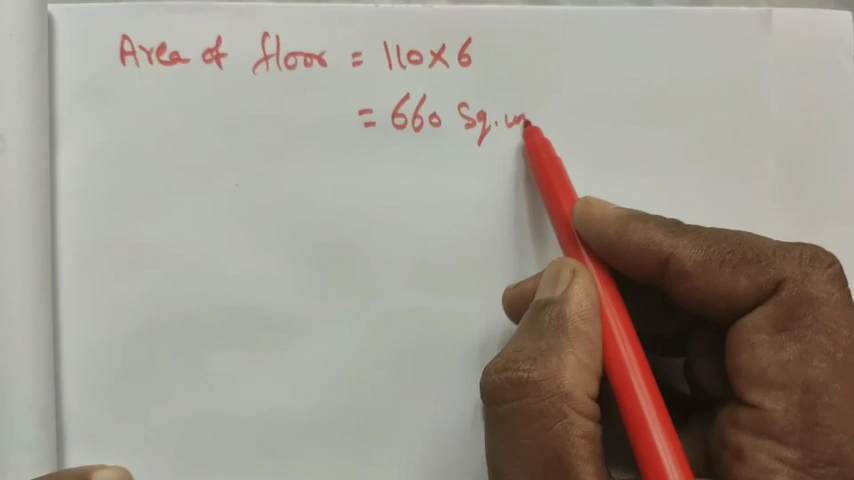 Area of floor = 110 × 6
= 660 Sq.m